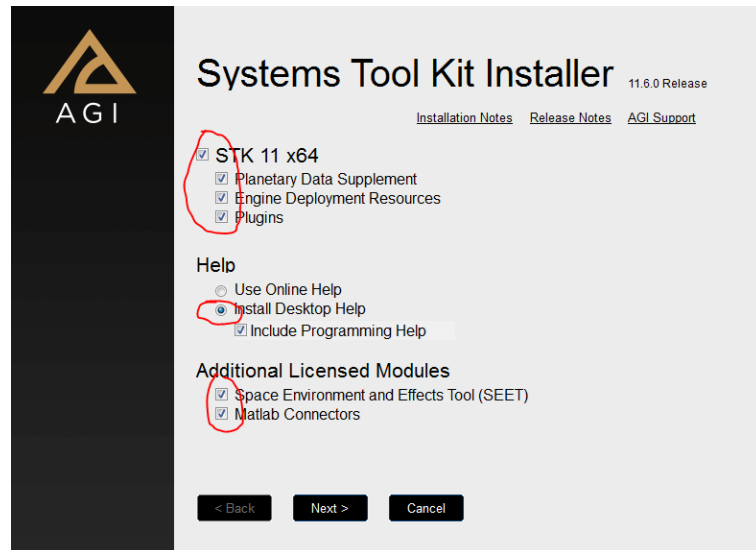 AGI
Systems Tool Kit Installer 11.6.0 Release
Installation Notes Release Notes AGI Support
STK 11 x64
Planetary Data Supplement
Engine Deployment Resources
Plugins
Help
Use Online Help
Install Desktop Help
Include Programming Help
Additional Licensed Modules
Space Environment and Effects Tool (SEET)
Matlab Connectors
< Back Next > Cancel